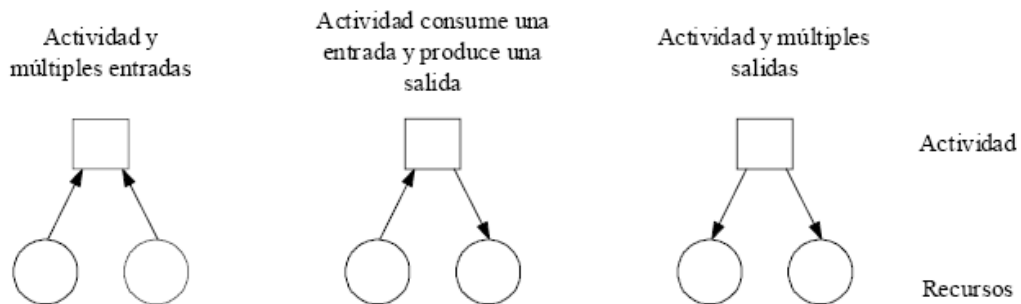 Actividad y
múltiples entradas
Actividad consume una
entrada y produce una
salida
Actividad y múltiples
salidas
Actividad
Recursos